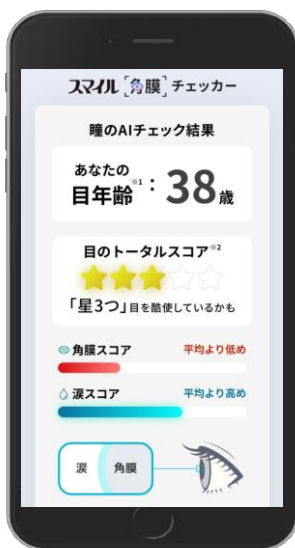 スマイル「角膜」チェッカー
瞳のAIチェック結果
あなたの
目年齢※1：38歳
目のトータルスコア※2
「星3つ」目を酷使しているかも
角膜スコア 平均より低め
涙スコア 平均より高め
涙 角膜